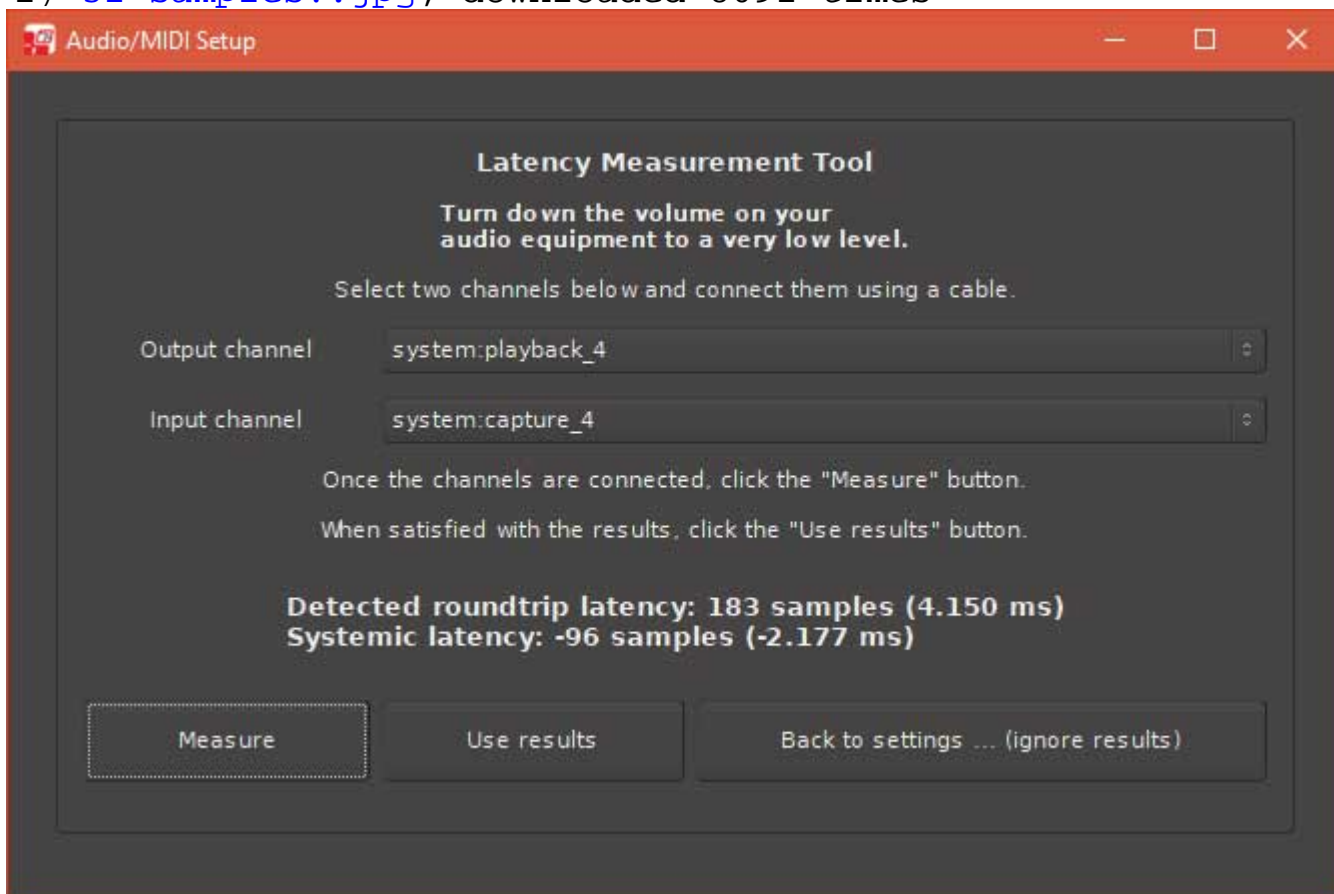 Audio/MIDI Setup
Latency Measurement Tool
Turn down the volume on your
audio equipment to a very low level.
Select two channels below and connect them using a cable.
Output channel system:playback_4
Input channel system:capture_4
Once the channels are connected, click the "Measure" button.
When satisfied with the results, click the "Use results" button.
Detected roundtrip latency: 183 samples (4.150 ms)
Systemic latency: -96 samples (-2.177 ms)
Measure Use results Back to settings ... (ignore results)